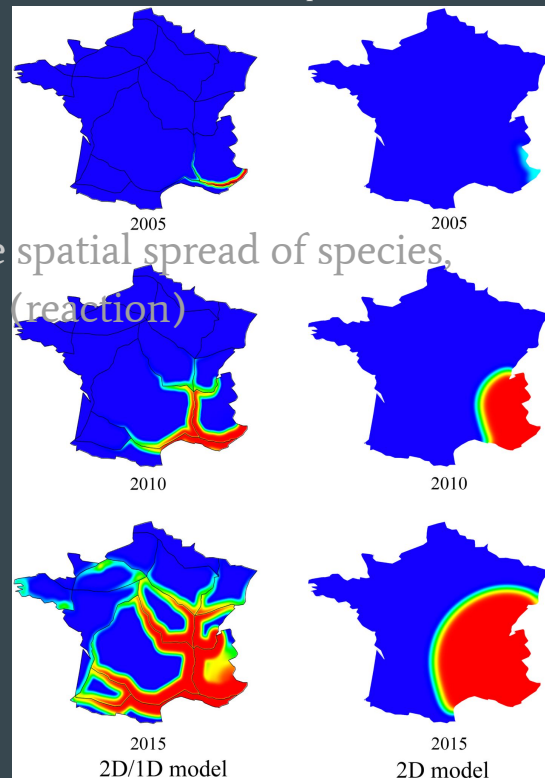 2005
2005
e spatial spread of species,
(reaction)
2010
2010
2015
2015
2D/1D model
2D model